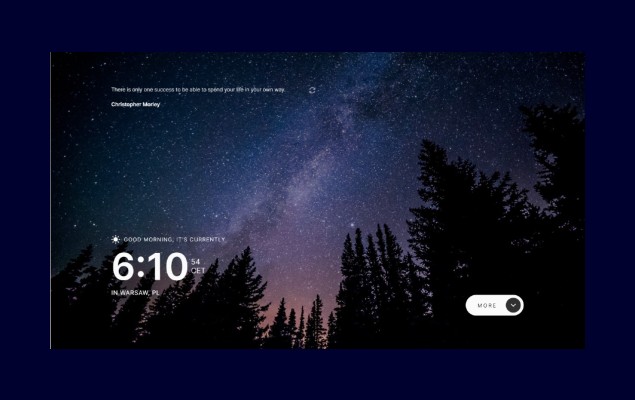 There is only one success to be able to spend your life in your own way.
Christopher Morley
GOOD MORNING, IT'S CURRENTLY
6:10
54
CET
IN WARSAW, PL
MORE